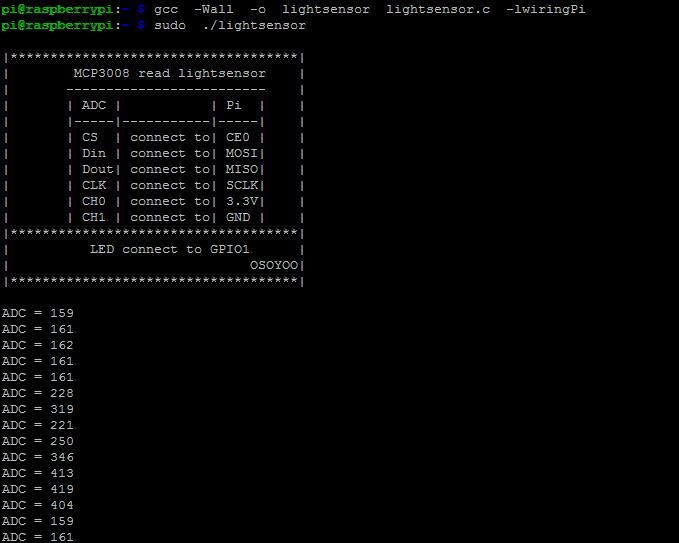 pi@raspberrypi:~ $ gcc  -Wall  -o  lightsensor  lightsensor.c  -lwiringPi
pi@raspberrypi:~ $ sudo  ./lightsensor

|************************************|
|        MCP3008 read lightsensor    |
|       -------------------------    |
|       | ADC |           | Pi  |    |
|       |-----|-----------|-----|    |
|       | CS  | connect to| CE0 |    |
|       | Din | connect to| MOSI|    |
|       | Dout| connect to| MISO|    |
|       | CLK | connect to| SCLK|    |
|       | CH0 | connect to| 3.3V|    |
|       | CH1 | connect to| GND |    |
|************************************|
|          LED connect to GPIO1      |
|                              OSOYOO|
|************************************|

ADC = 159
ADC = 161
ADC = 162
ADC = 161
ADC = 161
ADC = 228
ADC = 319
ADC = 221
ADC = 250
ADC = 346
ADC = 413
ADC = 419
ADC = 404
ADC = 159
ADC = 161